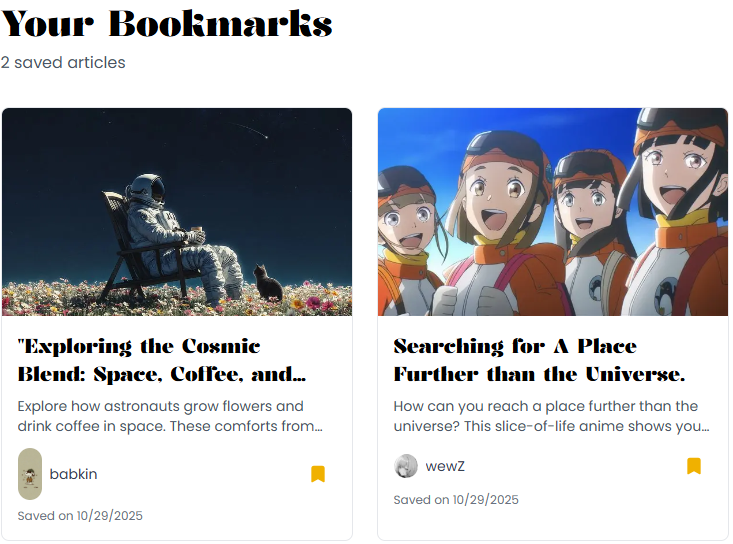 Your Bookmarks
2 saved articles
"Exploring the Cosmic
Blend: Space, Coffee, and...
Explore how astronauts grow flowers and
drink coffee in space. These comforts from...
babkin
Saved on 10/29/2025
Searching for A Place
Further than the Universe.
How can you reach a place further than the
universe? This slice-of-life anime shows you...
wewZ
Saved on 10/29/2025